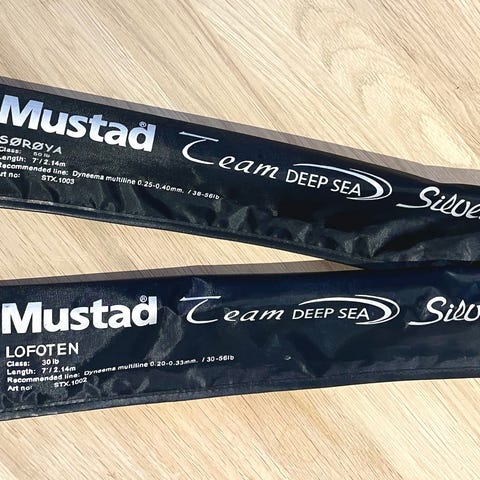 Mustad®
Team DEEP SEA
SØRØYA
Class: 50 lb
Length: 7'/2.14m
Recommended line: Dyneema multiline 0.25-0.40mm. / 36-56lb
Art no: STX.1003
Mustad®
Team DEEP SEA
LOFOTEN
Class: 30 lb
Length: 7'/2.14m
Recommended line: Dyneema multiline 0.20-0.33mm. / 30-56lb
Art no: STX.1002